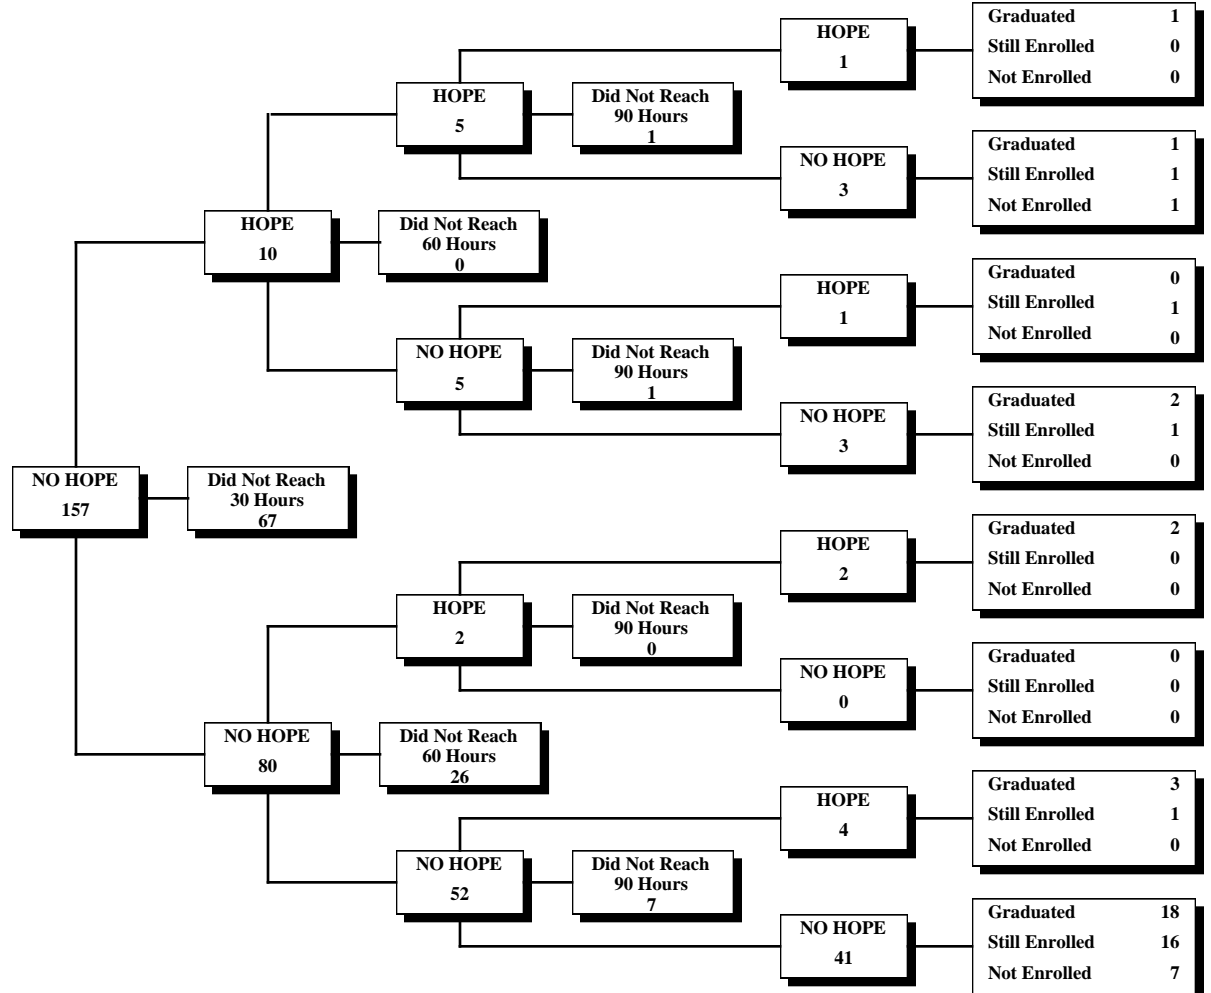 NO HOPE
157
Did Not Reach
30 Hours
67
HOPE
10
Did Not Reach
60 Hours
0
HOPE
5
Did Not Reach
90 Hours
1
HOPE
1
Graduated 1
Still Enrolled 0
Not Enrolled 0
NO HOPE
3
Graduated 1
Still Enrolled 1
Not Enrolled 1
NO HOPE
5
Did Not Reach
90 Hours
1
HOPE
1
Graduated 0
Still Enrolled 1
Not Enrolled 0
NO HOPE
3
Graduated 2
Still Enrolled 1
Not Enrolled 0
NO HOPE
80
Did Not Reach
60 Hours
26
HOPE
2
Did Not Reach
90 Hours
0
HOPE
2
Graduated 2
Still Enrolled 0
Not Enrolled 0
NO HOPE
0
Graduated 0
Still Enrolled 0
Not Enrolled 0
NO HOPE
52
Did Not Reach
90 Hours
7
HOPE
4
Graduated 3
Still Enrolled 1
Not Enrolled 0
NO HOPE
41
Graduated 18
Still Enrolled 16
Not Enrolled 7